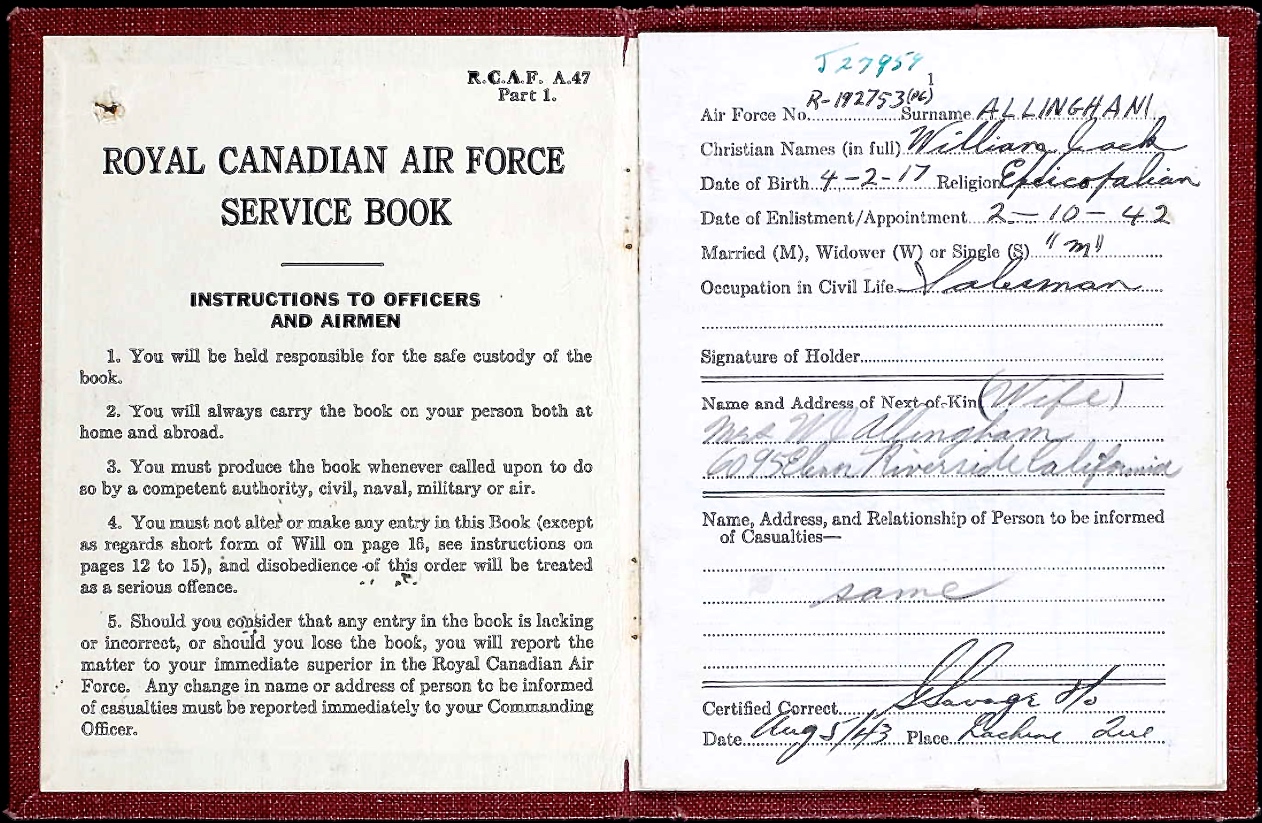 R.C.A.F. A.47
Part 1.
ROYAL CANADIAN AIR FORCE
SERVICE BOOK
INSTRUCTIONS TO OFFICERS
AND AIRMEN
1. You will be held responsible for the safe custody of the
book.
2. You will always carry the book on your person both at
home and abroad.
3. You must produce the book whenever called upon to do
so by a competent authority, civil, naval, military or air.
4. You must not alter or make any entry in this Book (except
as regards short form of Will on page 16, see instructions on
pages 12 to 15), and disobedience of this order will be treated
as a serious offence.
5. Should you consider that any entry in the book is lacking
or incorrect, or should you lose the book, you will report the
matter to your immediate superior in the Royal Canadian Air
Force. Any change in name or address of person to be informed
of casualties must be reported immediately to your Commanding
Officer.
J27959
1
Air Force No. R-192753 Surname ALLINGHAM
Christian Names (in full) William Jack
Date of Birth 4-2-17 Religion Episcopalian
Date of Enlistment/Appointment 2-10-42
Married (M), Widower (W) or Single (S) "M"
Occupation in Civil Life Salesman
Signature of Holder
Name and Address of Next-of-Kin (Wife)
Mrs W J Allingham
6095 Riverside California
Name, Address, and Relationship of Person to be informed
of Casualties—
same
Certified Correct Savage F/O
Date Aug 5/43 Place Lachine Que